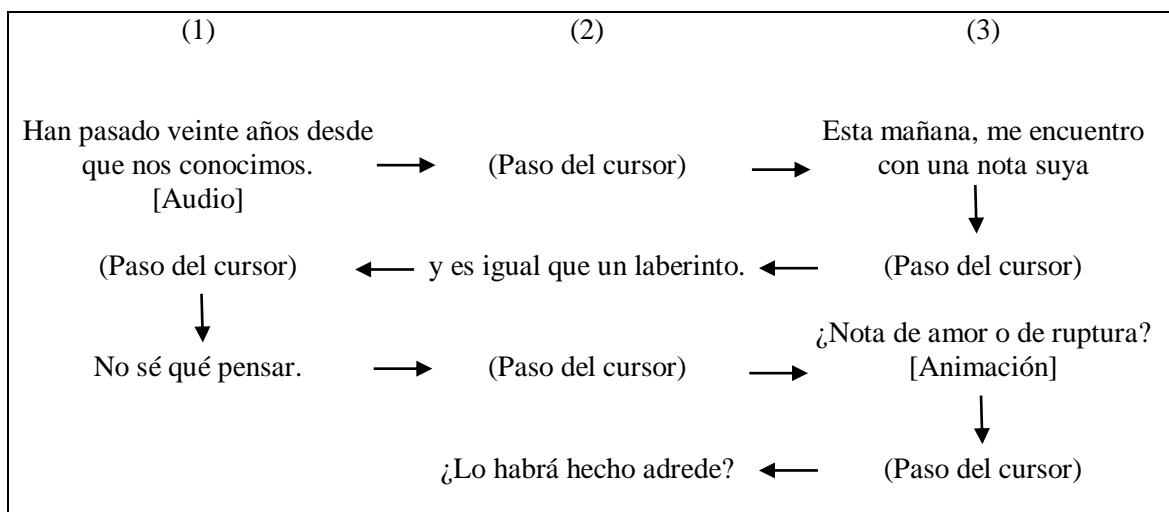 (1) (2) (3)
Han pasado veinte años desde
que nos conocimos.
[Audio]
(Paso del cursor)
Esta mañana, me encuentro
con una nota suya
(Paso del cursor)
y es igual que un laberinto.
(Paso del cursor)
No sé qué pensar.
(Paso del cursor)
¿Nota de amor o de ruptura?
[Animación]
(Paso del cursor)
¿Lo habrá hecho adrede?